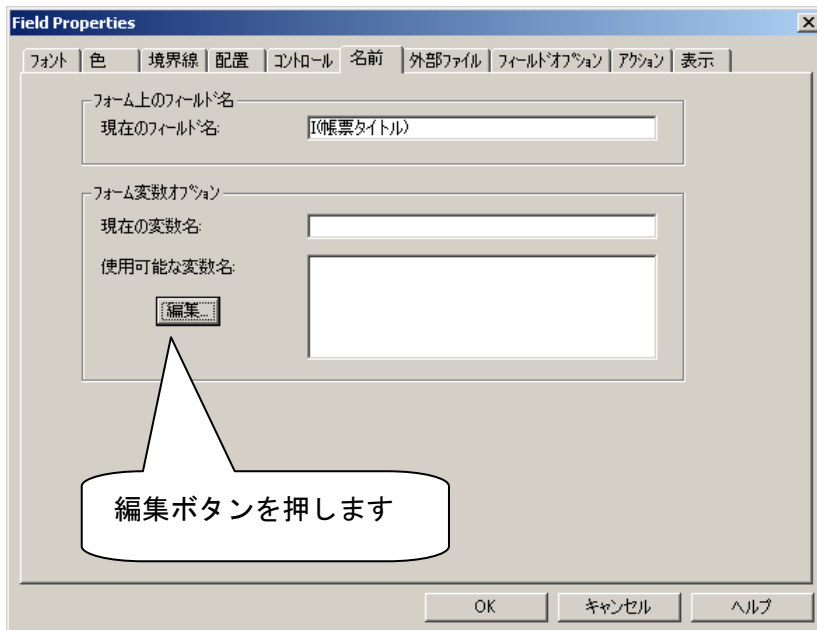 Field Properties
フォント 色 境界線 配置 コントロール 名前 外部ファイル フィールドオプション アクション 表示
フォーム上のフィールド名
現在のフィールド名: I(帳票タイトル)
フォーム変数オプション
現在の変数名:
使用可能な変数名:
編集...
編集ボタンを押します
OK キャンセル ヘルプ